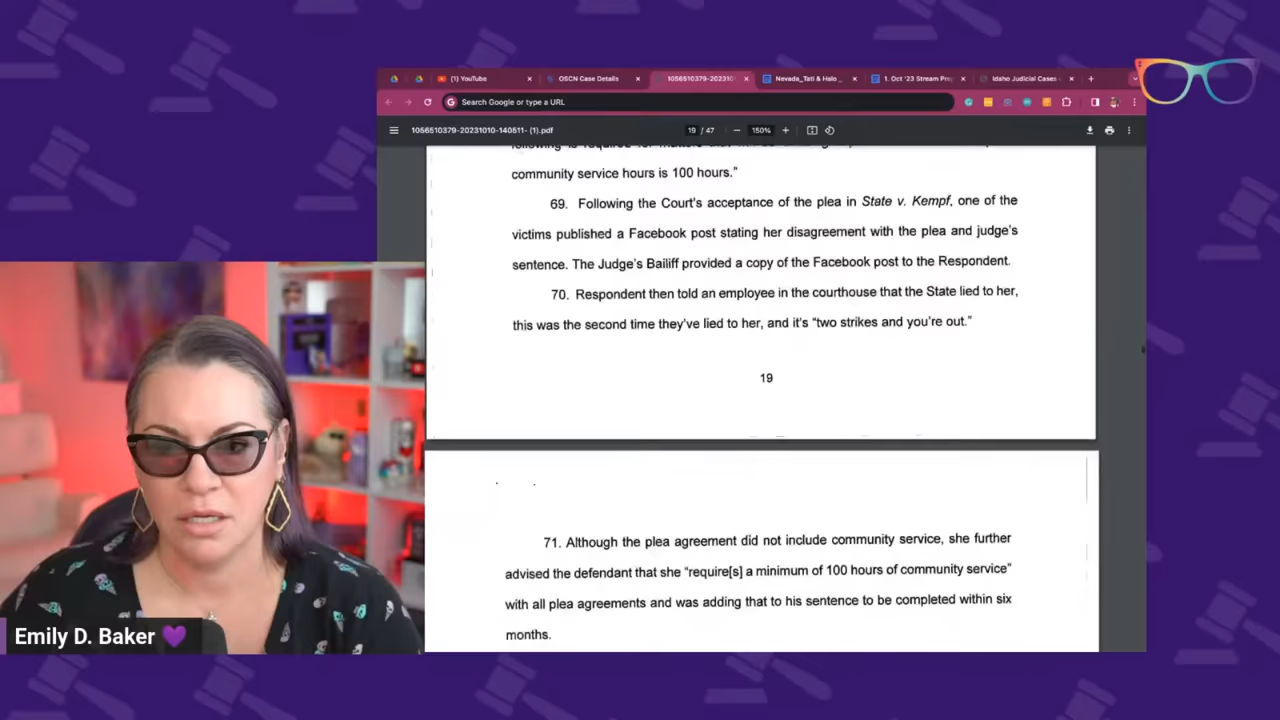 (1) YouTube
OSCN Case Details
1056510379-202310
Nevada_Tati & Halo _
1. Oct '23 Stream Prep
Idaho Judicial Cases
Search Google or type a URL
1056510379-20231010-140511- (1).pdf
19 / 47
150%
community service hours is 100 hours.”
69. Following the Court’s acceptance of the plea in State v. Kempf, one of the
victims published a Facebook post stating her disagreement with the plea and judge’s
sentence. The Judge’s Bailiff provided a copy of the Facebook post to the Respondent.
70. Respondent then told an employee in the courthouse that the State lied to her,
this was the second time they’ve lied to her, and it’s “two strikes and you’re out.”
19
71. Although the plea agreement did not include community service, she further
advised the defendant that she “require[s] a minimum of 100 hours of community service”
with all plea agreements and was adding that to his sentence to be completed within six
months.
Emily D. Baker